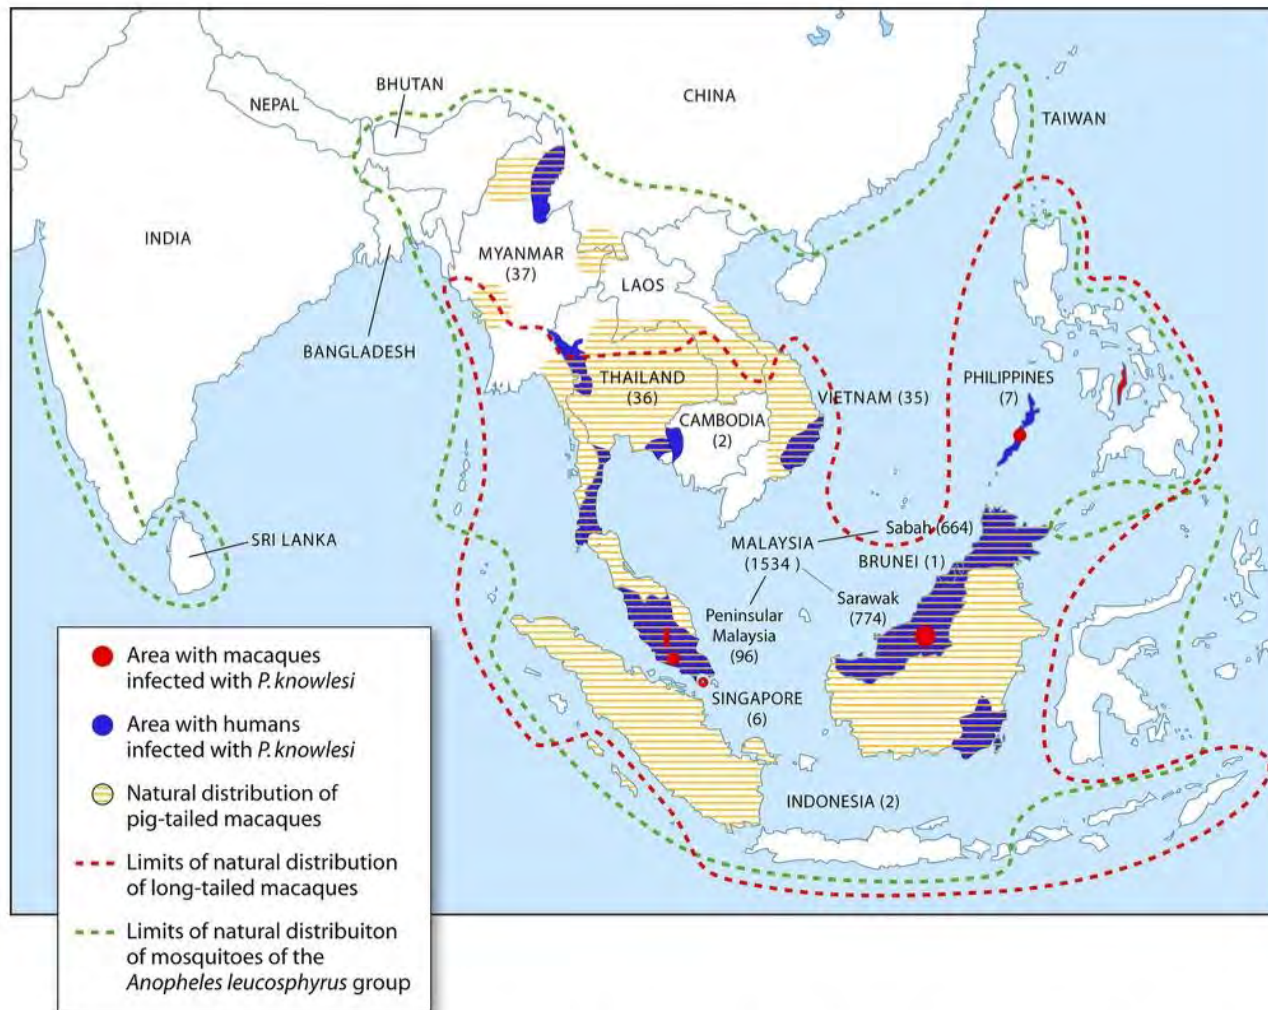 BHUTAN
NEPAL
CHINA
TAIWAN
INDIA
MYANMAR
(37)
LAOS
BANGLADESH
THAILAND
(36)
VIETNAM (35)
PHILIPPINES
(7)
CAMBODIA
(2)
SRI LANKA
MALAYSIA
(1534 )
Sabah (664)
BRUNEI (1)
Sarawak
(774)
Peninsular
Malaysia
(96)
SINGAPORE
(6)
INDONESIA (2)
Area with macaques
infected with P. knowlesi
Area with humans
infected with P. knowlesi
Natural distribution of
pig-tailed macaques
Limits of natural distribution
of long-tailed macaques
Limits of natural distribuiton
of mosquitoes of the
Anopheles leucosphyrus group